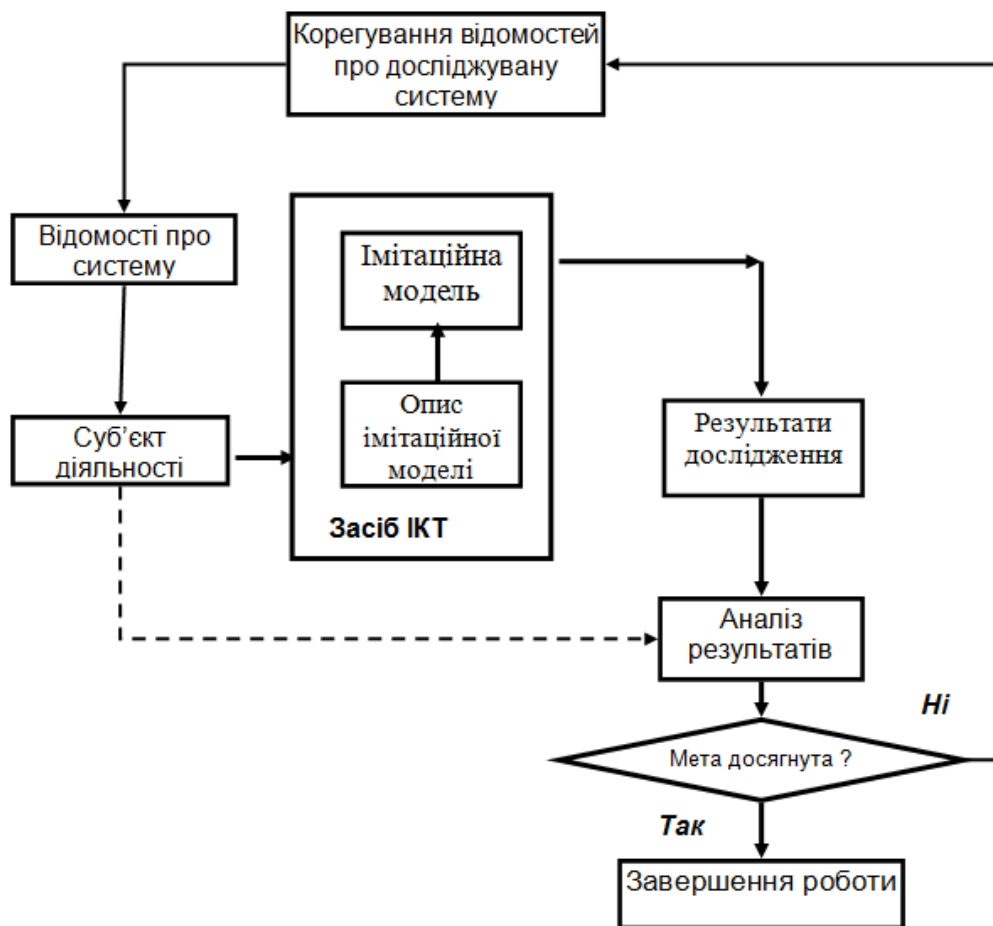 Корегування відомостей
про досліджувану
систему
Відомості про
систему
Імітаційна
модель
Опис
імітаційної
моделі
Засіб ІКТ
Суб’єкт
діяльності
Результати
дослідження
Аналіз
результатів
Ні
Мета досягнута ?
Так
Завершення роботи